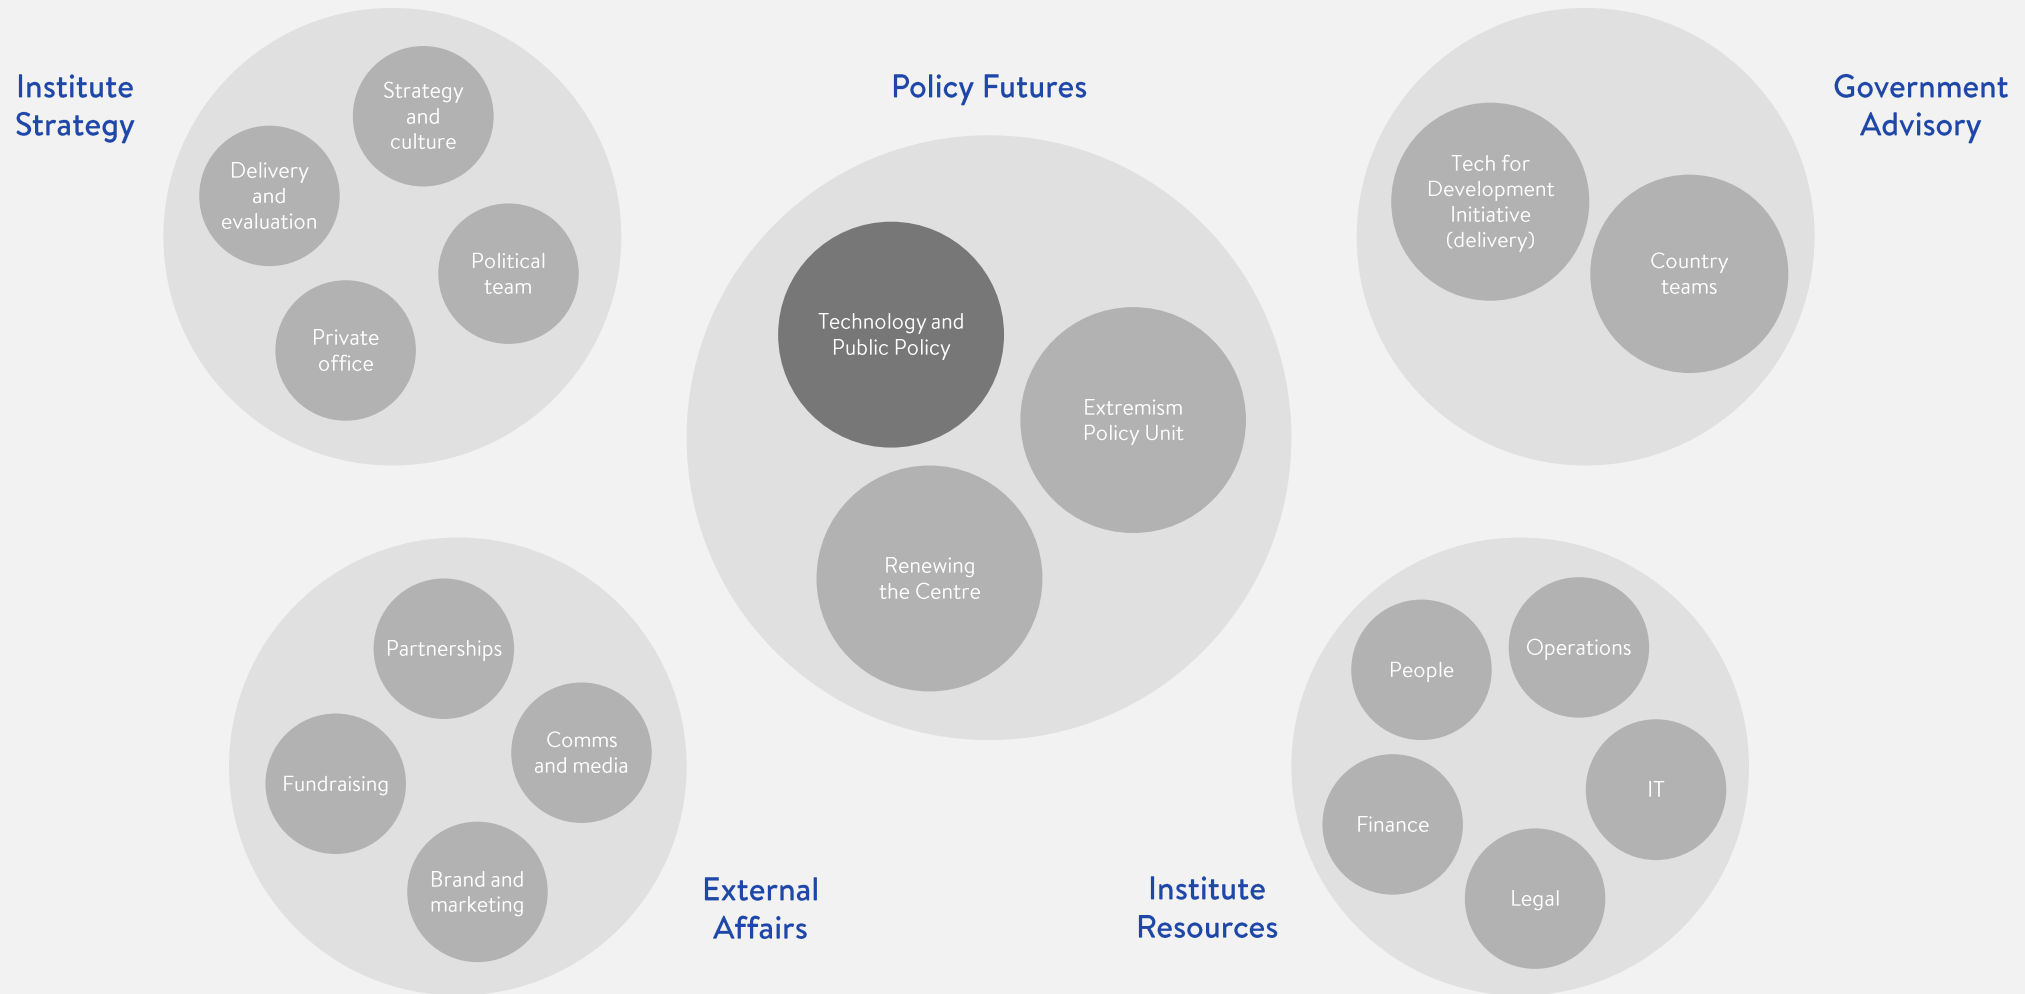 Institute
Strategy
Strategy
and
culture
Delivery
and
evaluation
Political
team
Private
office
Policy Futures
Technology and
Public Policy
Extremism
Policy Unit
Renewing
the Centre
Government
Advisory
Tech for
Development
Initiative
(delivery)
Country
teams
Partnerships
Comms
and media
Fundraising
Brand and
marketing
External
Affairs
Institute
Resources
People
Operations
IT
Finance
Legal